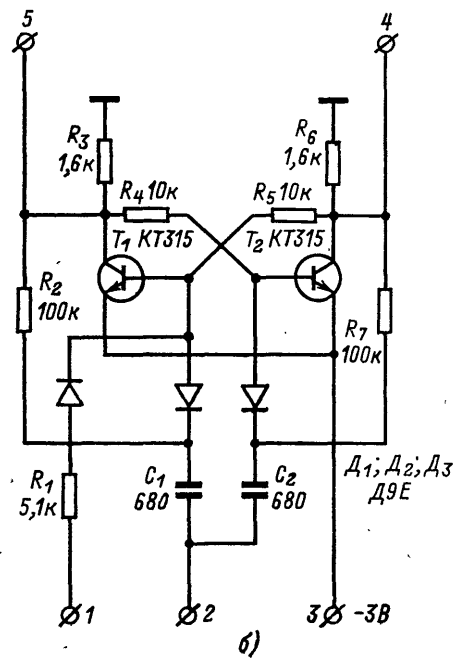 5 4
R3 1,6к
R6 1,6к
R4 10к
R5 10к
T1 КТ315
T2 КТ315
R2 100к
R7 100к
C1 680
C2 680
Д1; Д2; Д3
Д9Е
R1 5,1к
1 2 3 -3В
б)